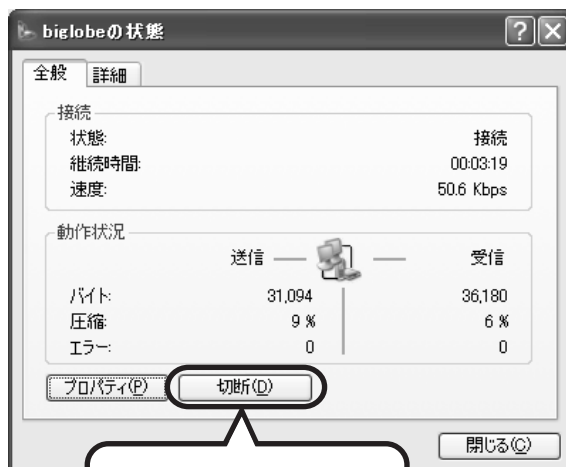 biglobeの状態
全般 詳細
接続
状態: 接続
継続時間: 00:03:19
速度: 50.6 Kbps
動作状況
送信 受信
バイト: 31,094 36,180
圧縮: 9 % 6 %
エラー: 0 0
プロパティ(P) 切断(D)
閉じる(C)